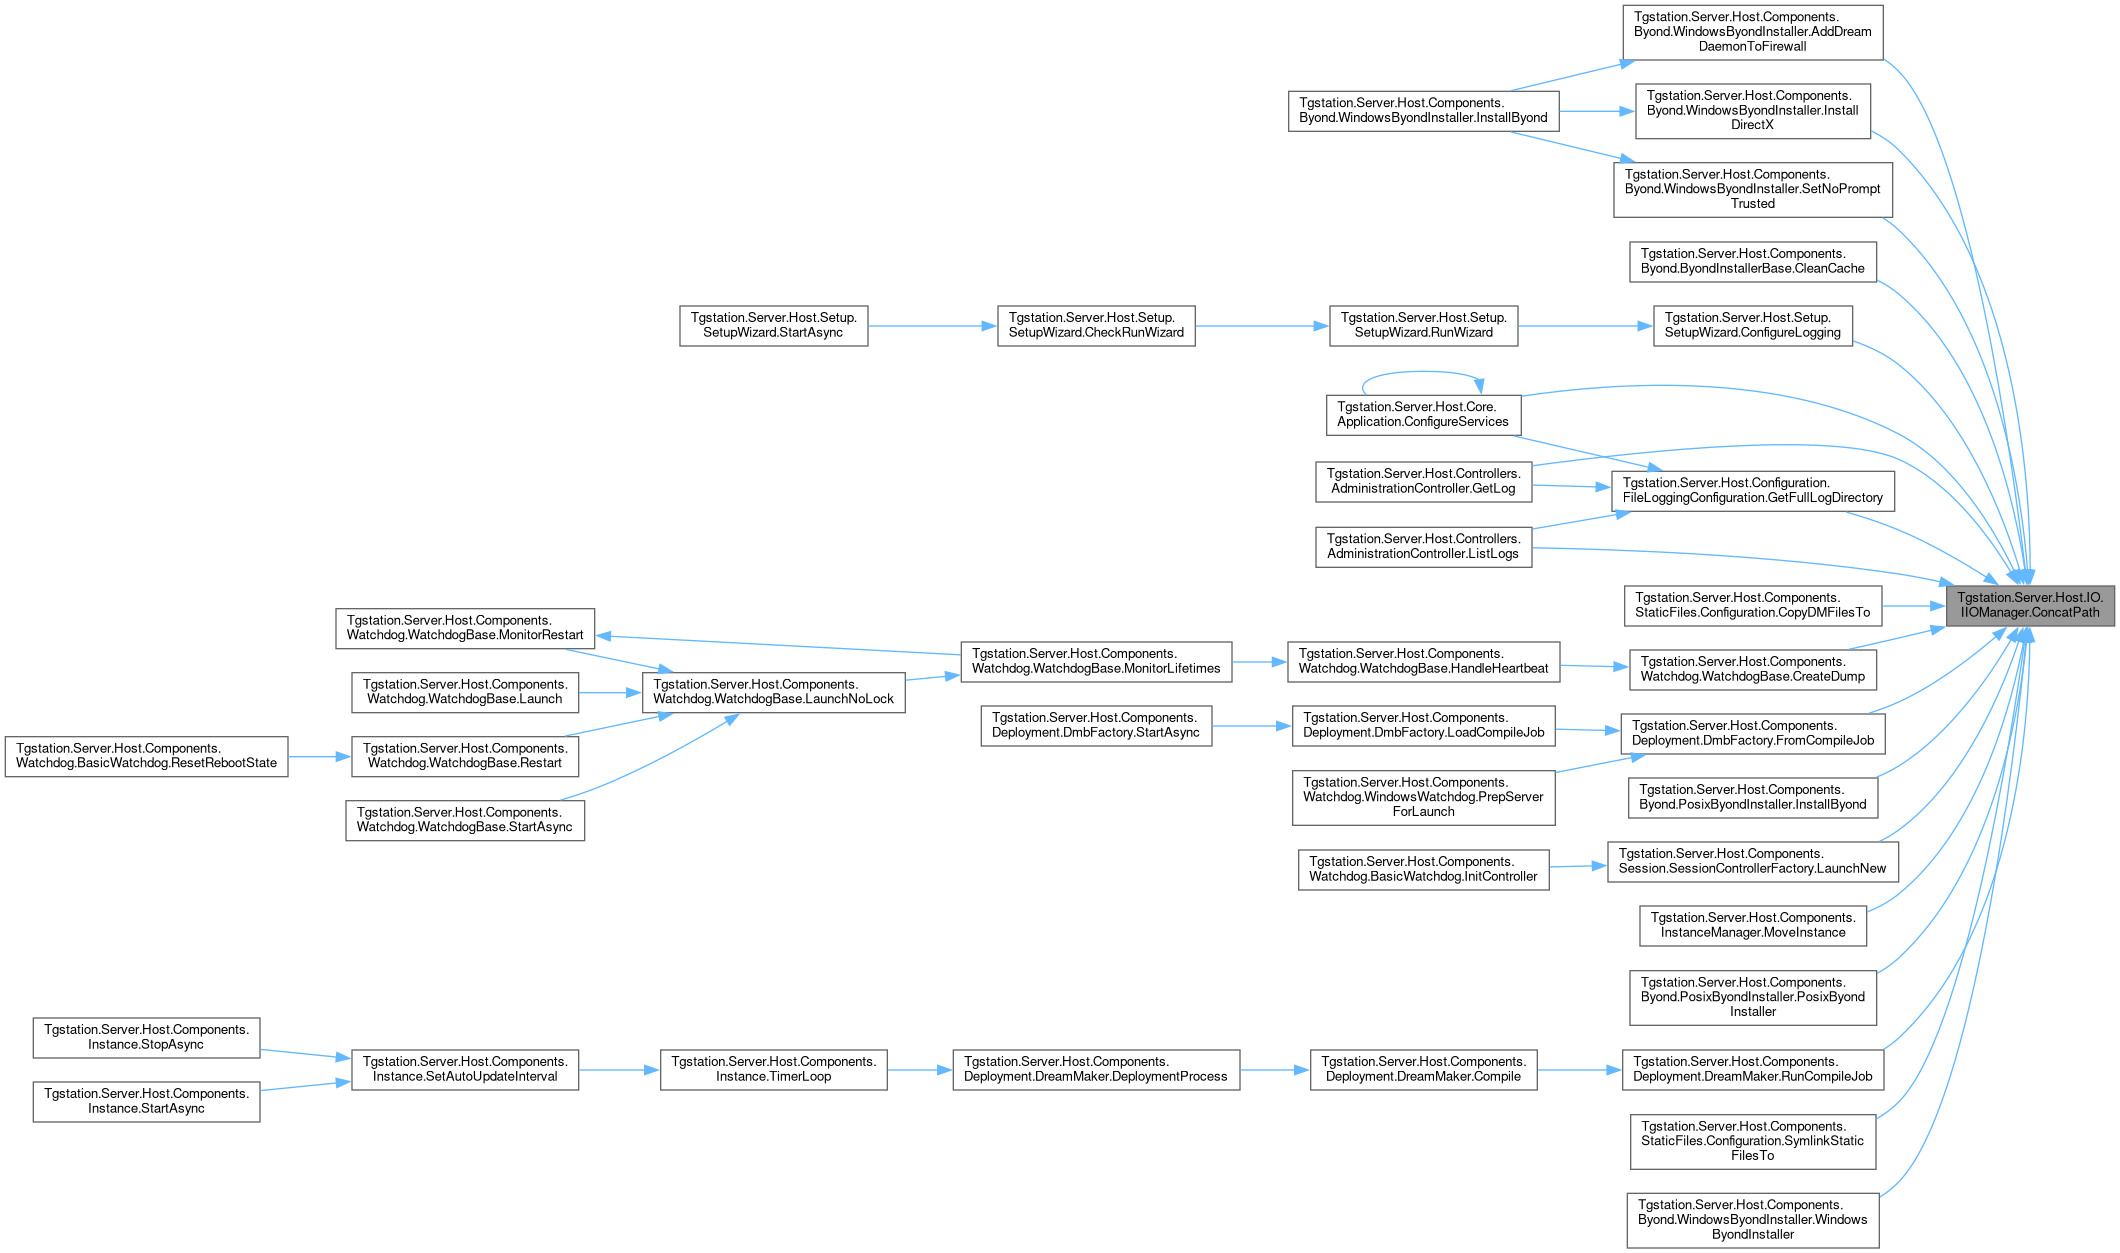 Tgstation.Server.Host.Components.
Byond.WindowsByondInstaller.AddDream
DaemonToFirewall
Tgstation.Server.Host.Components.
Byond.WindowsByondInstaller.InstallByond
Tgstation.Server.Host.Components.
Byond.WindowsByondInstaller.Install
DirectX
Tgstation.Server.Host.Components.
Byond.WindowsByondInstaller.SetNoPrompt
Trusted
Tgstation.Server.Host.Components.
Byond.ByondInstallerBase.CleanCache
Tgstation.Server.Host.Setup.
SetupWizard.StartAsync
Tgstation.Server.Host.Setup.
SetupWizard.CheckRunWizard
Tgstation.Server.Host.Setup.
SetupWizard.RunWizard
Tgstation.Server.Host.Setup.
SetupWizard.ConfigureLogging
Tgstation.Server.Host.Core.
Application.ConfigureServices
Tgstation.Server.Host.Controllers.
AdministrationController.GetLog
Tgstation.Server.Host.Configuration.
FileLoggingConfiguration.GetFullLogDirectory
Tgstation.Server.Host.Controllers.
AdministrationController.ListLogs
Tgstation.Server.Host.Components.
StaticFiles.Configuration.CopyDMFilesTo
Tgstation.Server.Host.IO.
IIOManager.ConcatPath
Tgstation.Server.Host.Components.
Watchdog.WatchdogBase.MonitorRestart
Tgstation.Server.Host.Components.
Watchdog.WatchdogBase.MonitorLifetimes
Tgstation.Server.Host.Components.
Watchdog.WatchdogBase.HandleHeartbeat
Tgstation.Server.Host.Components.
Watchdog.WatchdogBase.CreateDump
Tgstation.Server.Host.Components.
Watchdog.WatchdogBase.Launch
Tgstation.Server.Host.Components.
Watchdog.WatchdogBase.LaunchNoLock
Tgstation.Server.Host.Components.
Deployment.DmbFactory.StartAsync
Tgstation.Server.Host.Components.
Deployment.DmbFactory.LoadCompileJob
Tgstation.Server.Host.Components.
Deployment.DmbFactory.FromCompileJob
Tgstation.Server.Host.Components.
Watchdog.BasicWatchdog.ResetRebootState
Tgstation.Server.Host.Components.
Watchdog.WatchdogBase.Restart
Tgstation.Server.Host.Components.
Watchdog.WindowsWatchdog.PrepServer
ForLaunch
Tgstation.Server.Host.Components.
Byond.PosixByondInstaller.InstallByond
Tgstation.Server.Host.Components.
Watchdog.WatchdogBase.StartAsync
Tgstation.Server.Host.Components.
Watchdog.BasicWatchdog.InitController
Tgstation.Server.Host.Components.
Session.SessionControllerFactory.LaunchNew
Tgstation.Server.Host.Components.
InstanceManager.MoveInstance
Tgstation.Server.Host.Components.
Byond.PosixByondInstaller.PosixByond
Installer
Tgstation.Server.Host.Components.
Instance.StopAsync
Tgstation.Server.Host.Components.
Instance.SetAutoUpdateInterval
Tgstation.Server.Host.Components.
Instance.TimerLoop
Tgstation.Server.Host.Components.
Deployment.DreamMaker.DeploymentProcess
Tgstation.Server.Host.Components.
Deployment.DreamMaker.Compile
Tgstation.Server.Host.Components.
Deployment.DreamMaker.RunCompileJob
Tgstation.Server.Host.Components.
Instance.StartAsync
Tgstation.Server.Host.Components.
StaticFiles.Configuration.SymlinkStatic
FilesTo
Tgstation.Server.Host.Components.
Byond.WindowsByondInstaller.Windows
ByondInstaller